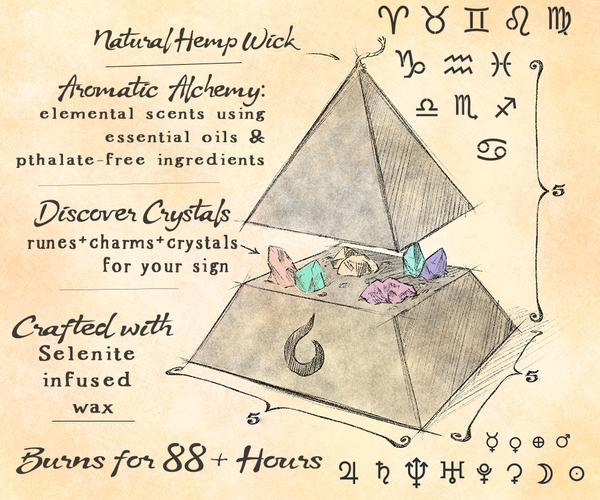 Natural Hemp Wick
Aromatic Alchemy:
elemental scents using
essential oils &
pthalate-free ingredients
Discover Crystals
runes+charms+crystals
for your sign
Crafted with
Selenite
infused
wax
Burns for 88+ Hours
♈ ♉ ♊ ♌ ♍
♑ ♒ ♓
♎ ♏ ♐
♋
5
5
5
☿ ♀ ⊕ ♂
♃ ♄ ♆ ♅ ♇ ⚳ ☽ ☉